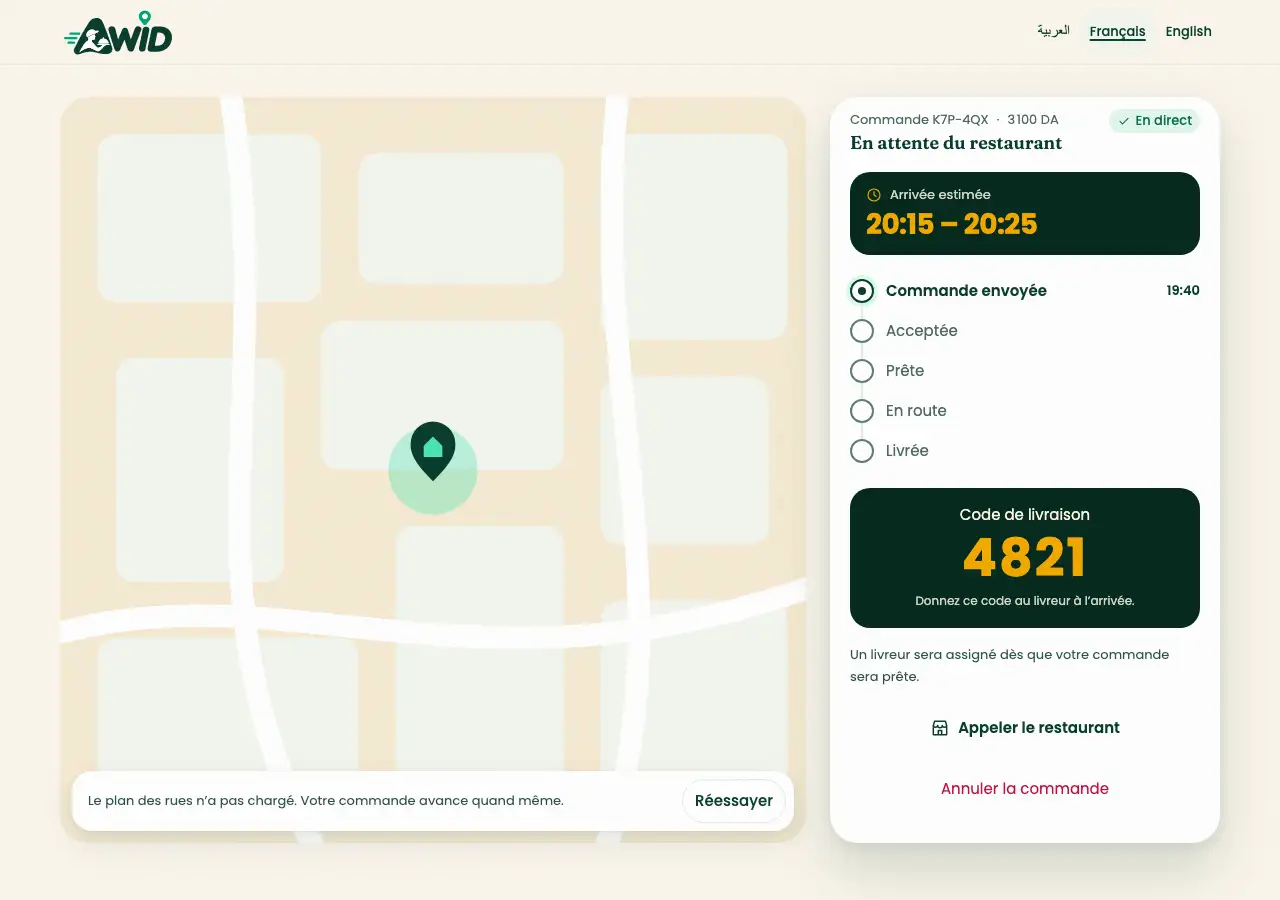 AWID
العربية
Français
English
Commande K7P-4QX · 3 100 DA
En direct
En attente du restaurant
Arrivée estimée
20:15 – 20:25
Commande envoyée
19:40
Acceptée
Prête
En route
Livrée
Code de livraison
4821
Donnez ce code au livreur à l’arrivée.
Un livreur sera assigné dès que votre commande
sera prête.
Appeler le restaurant
Annuler la commande
Le plan des rues n’a pas chargé. Votre commande avance quand même.
Réessayer